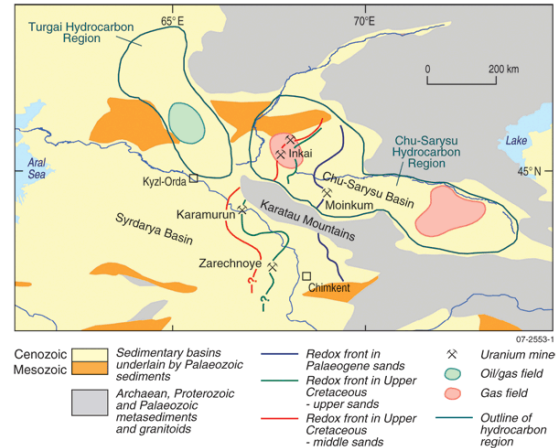 65°E
70°E
Turgai Hydrocarbon
Region
0
200 km
Chu-Sarysu
Hydrocarbon
Region
Lake
Aral
Sea
Inkai
45°N
Kyzl-Orda
Chu-Sarysu Basin
Moinkum
Karamurun
Karatau Mountains
Syrdarya Basin
Zarechnoye
Chimkent
-?-
-?-
07-2553-1
Cenozoic
Mesozoic
Sedimentary basins
underlain by Palaeozoic
sediments
Archaean, Proterozoic
and Palaeozoic
metasediments
and granitoids
Redox front in
Palaeogene sands
Redox front in Upper
Cretaceous
- upper sands
Redox front in Upper
Cretaceous
- middle sands
Uranium mine
Oil/gas field
Gas field
Outline of
hydrocarbon
region